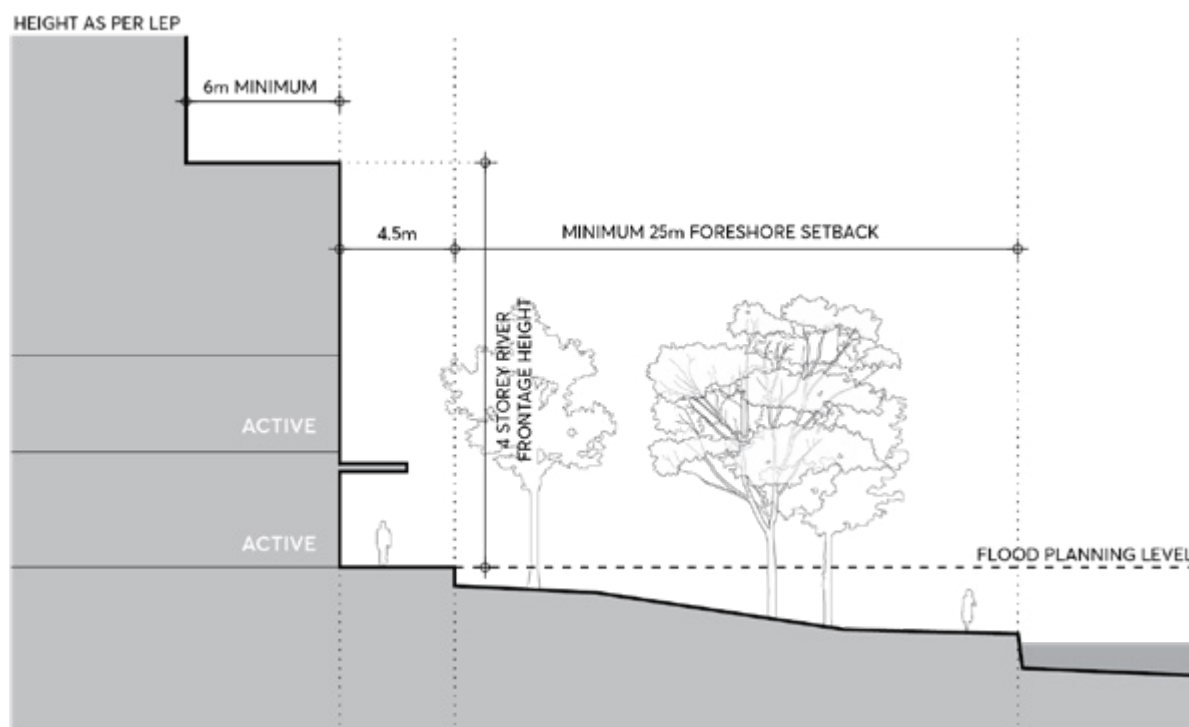 HEIGHT AS PER LEP
6m MINIMUM
4.5m
MINIMUM 25m FORESHORE SETBACK
4 STOREY RIVER
FRONTAGE HEIGHT
ACTIVE
ACTIVE
FLOOD PLANNING LEVEL